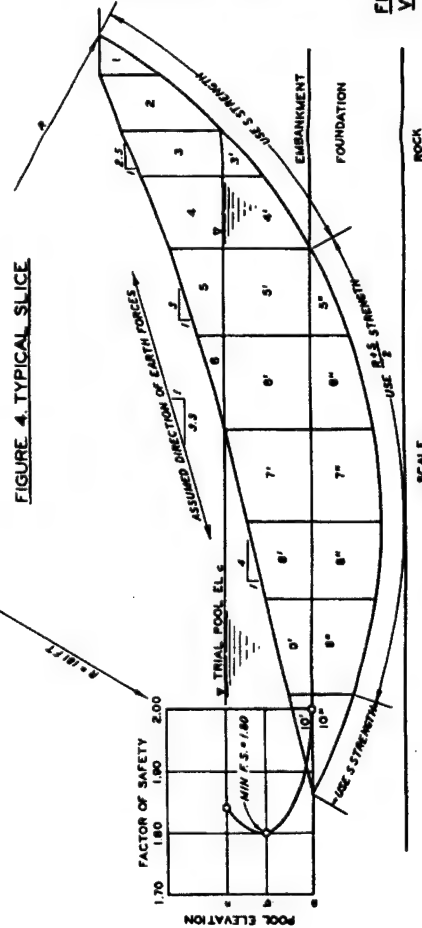 FIGURE 4. TYPICAL SLICE
R
R = 181 FT
USE S STRENGTH
1
2
2.5
1
3
3'
4
4'
3
1
5
5'
5"
ASSUMED DIRECTION OF EARTH FORCES
1
3.5
6
6'
6"
7'
7"
4
1
8'
8"
9'
10'
10"
TRIAL POOL EL c
EMBANKMENT
FOUNDATION
ROCK
USE R+S/2 STRENGTH
USE S STRENGTH
SCALE
FACTOR OF SAFETY
1.70
1.80
1.90
2.00
MIN F.S. = 1.80
POOL ELEVATION
b
a